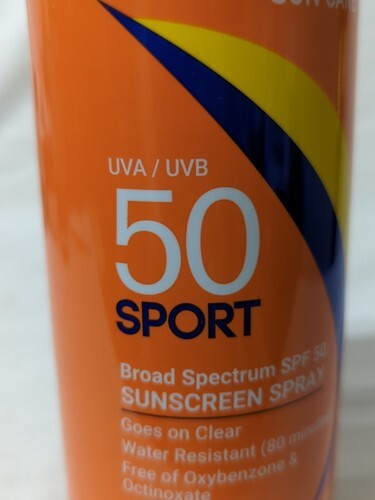 UVA / UVB
50
SPORT
Broad Spectrum SPF 50
SUNSCREEN SPRAY
Goes on Clear
Water Resistant (80
Free of Oxybenzone &
Octinoxate